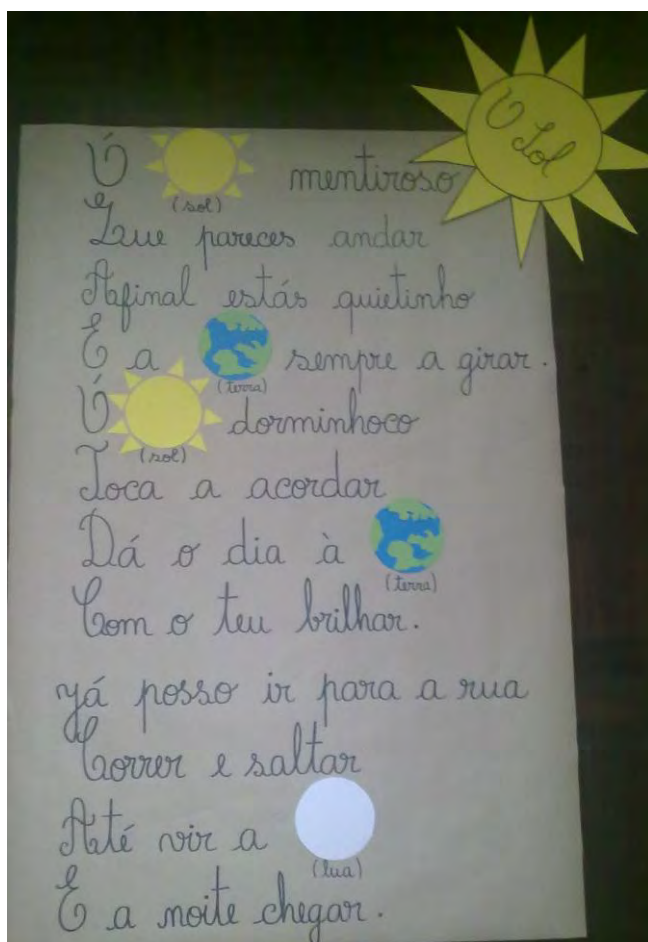 O Sol
Ó mentiroso
(sol)
Que pareces andar
Afinal estás quietinho
E a sempre a girar.
(terra)
Ó dorminhoco
(sol)
Toca a acordar
Dá o dia à
(terra)
Com o teu brilhar.
Já posso ir para a rua
Correr e saltar
Até vir a
(lua)
E a noite chegar.